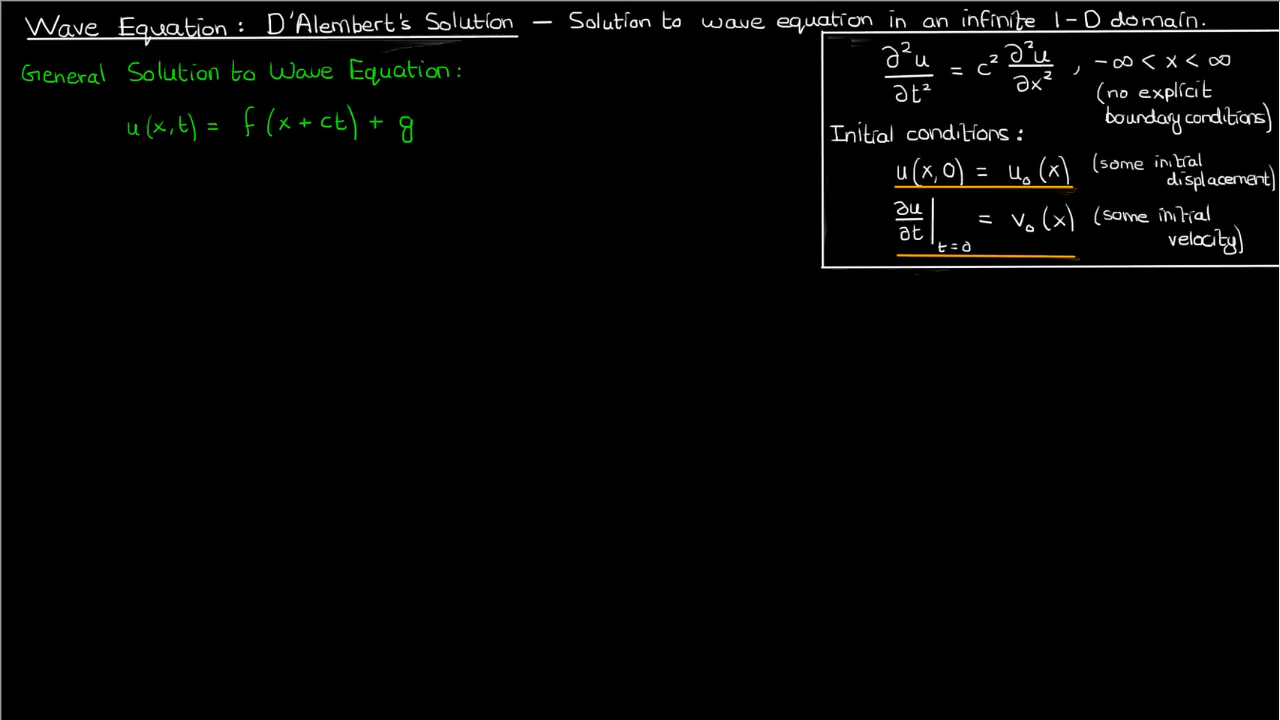 Wave Equation: D'Alembert's Solution – Solution to wave equation in an infinite 1-D domain.
General Solution to Wave Equation:
u(x,t) = f(x+ct) + g
∂²u/∂t² = c² ∂²u/∂x² , -∞ < x < ∞
(no explicit
boundary conditions)
Initial conditions:
u(x,0) = u₀(x) (some initial
displacement)
∂u/∂t|t=0 = v₀(x) (some initial
velocity)